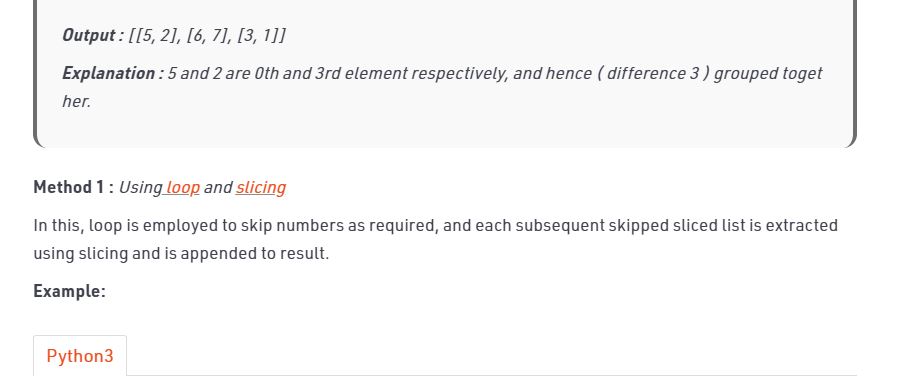 Output : [[5, 2], [6, 7], [3, 1]]
Explanation : 5 and 2 are 0th and 3rd element respectively, and hence ( difference 3 ) grouped toget
her.
Method 1 : Using loop and slicing
In this, loop is employed to skip numbers as required, and each subsequent skipped sliced list is extracted
using slicing and is appended to result.
Example:
Python3